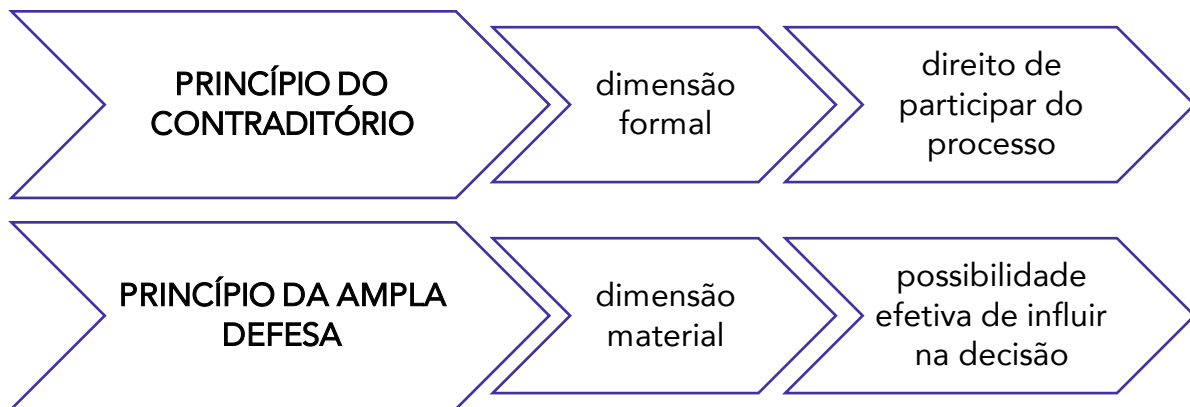 PRINCÍPIO DO
CONTRADITÓRIO
dimensão
formal
direito de
participar do
processo
PRINCÍPIO DA AMPLA
DEFESA
dimensão
material
possibilidade
efetiva de influir
na decisão